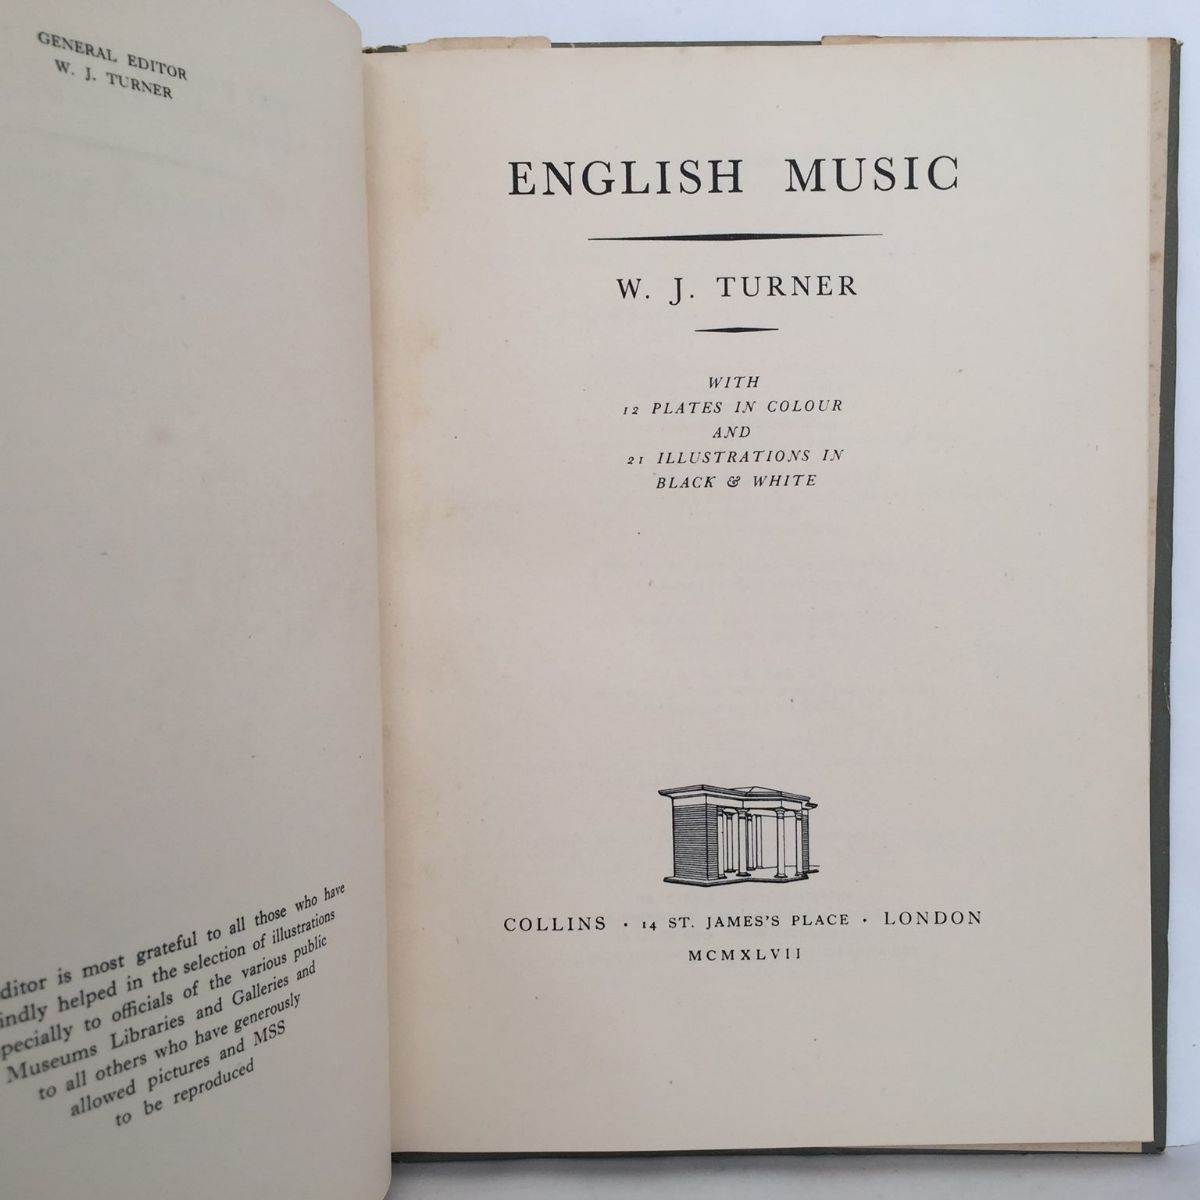 GENERAL EDITOR
W. J. TURNER
ditor is most grateful to all those who have
indly helped in the selection of illustrations
pecially to officials of the various public
Museums Libraries and Galleries and
to all others who have generously
allowed pictures and MSS
to be reproduced
ENGLISH MUSIC
W. J. TURNER
WITH
12 PLATES IN COLOUR
AND
21 ILLUSTRATIONS IN
BLACK & WHITE
COLLINS · 14 ST. JAMES'S PLACE · LONDON
MCMXLVII